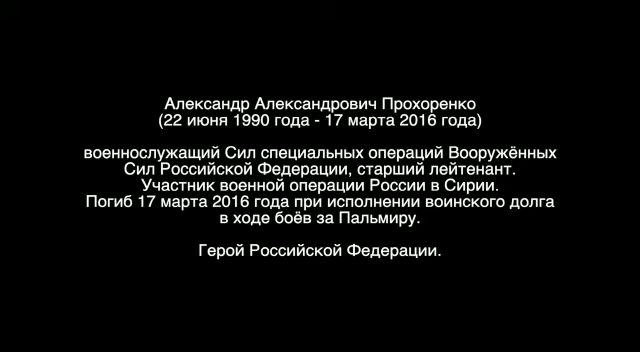 Александр Александрович Прохоренко
(22 июня 1990 года - 17 марта 2016 года)
военнослужащий Сил специальных операций Вооружённых
Сил Российской Федерации, старший лейтенант.
Участник военной операции России в Сирии.
Погиб 17 марта 2016 года при исполнении воинского долга
в ходе боёв за Пальмиру.
Герой Российской Федерации.